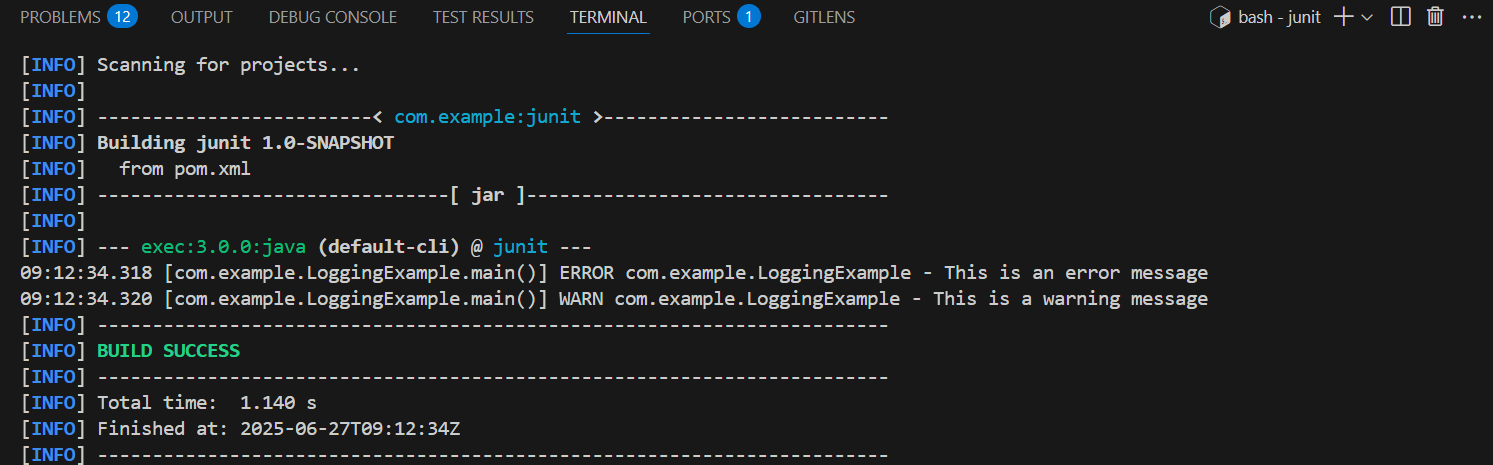 PROBLEMS 12 OUTPUT DEBUG CONSOLE TEST RESULTS TERMINAL PORTS 1 GITLENS bash - junit
[INFO] Scanning for projects...
[INFO]
[INFO] -------------------------< com.example:junit >--------------------------
[INFO] Building junit 1.0-SNAPSHOT
[INFO]   from pom.xml
[INFO] --------------------------------[ jar ]---------------------------------
[INFO]
[INFO] --- exec:3.0.0:java (default-cli) @ junit ---
09:12:34.318 [com.example.LoggingExample.main()] ERROR com.example.LoggingExample - This is an error message
09:12:34.320 [com.example.LoggingExample.main()] WARN com.example.LoggingExample - This is a warning message
[INFO] ------------------------------------------------------------------------
[INFO] BUILD SUCCESS
[INFO] ------------------------------------------------------------------------
[INFO] Total time:  1.140 s
[INFO] Finished at: 2025-06-27T09:12:34Z
[INFO] ------------------------------------------------------------------------